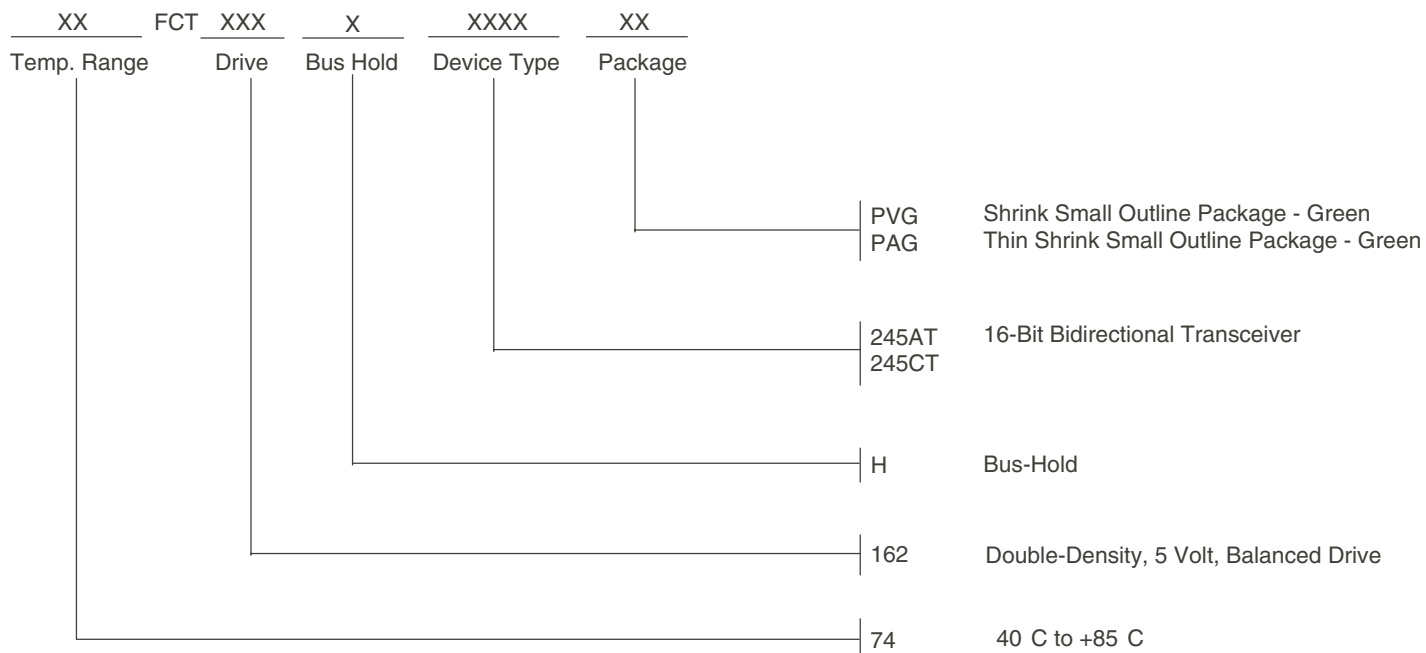 XX FCT XXX X XXXX XX
Temp. Range Drive Bus Hold Device Type Package
PVG Shrink Small Outline Package - Green
PAG Thin Shrink Small Outline Package - Green
245AT 16-Bit Bidirectional Transceiver
245CT
H Bus-Hold
162 Double-Density, 5 Volt, Balanced Drive
74 40 C to +85 C